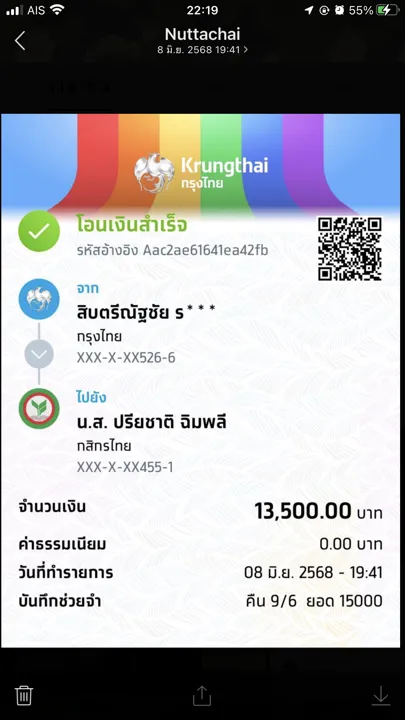 AIS 22:19 55%
Nuttachai
8 มิ.ย. 2568 19:41 >
Krungthai
กรุงไทย
โอนเงินสำเร็จ
รหัสอ้างอิง Aac2ae61641ea42fb
จาก
สิบตรีณัฐชัย ร***
กรุงไทย
XXX-X-XX526-6
ไปยัง
น.ส. ปรียชาติ ฉิมพลี
กสิกรไทย
XXX-X-XX455-1
จำนวนเงิน 13,500.00 บาท
ค่าธรรมเนียม 0.00 บาท
วันที่ทำรายการ 08 มิ.ย. 2568 - 19:41
บันทึกช่วยจำ คืน 9/6 ยอด 15000